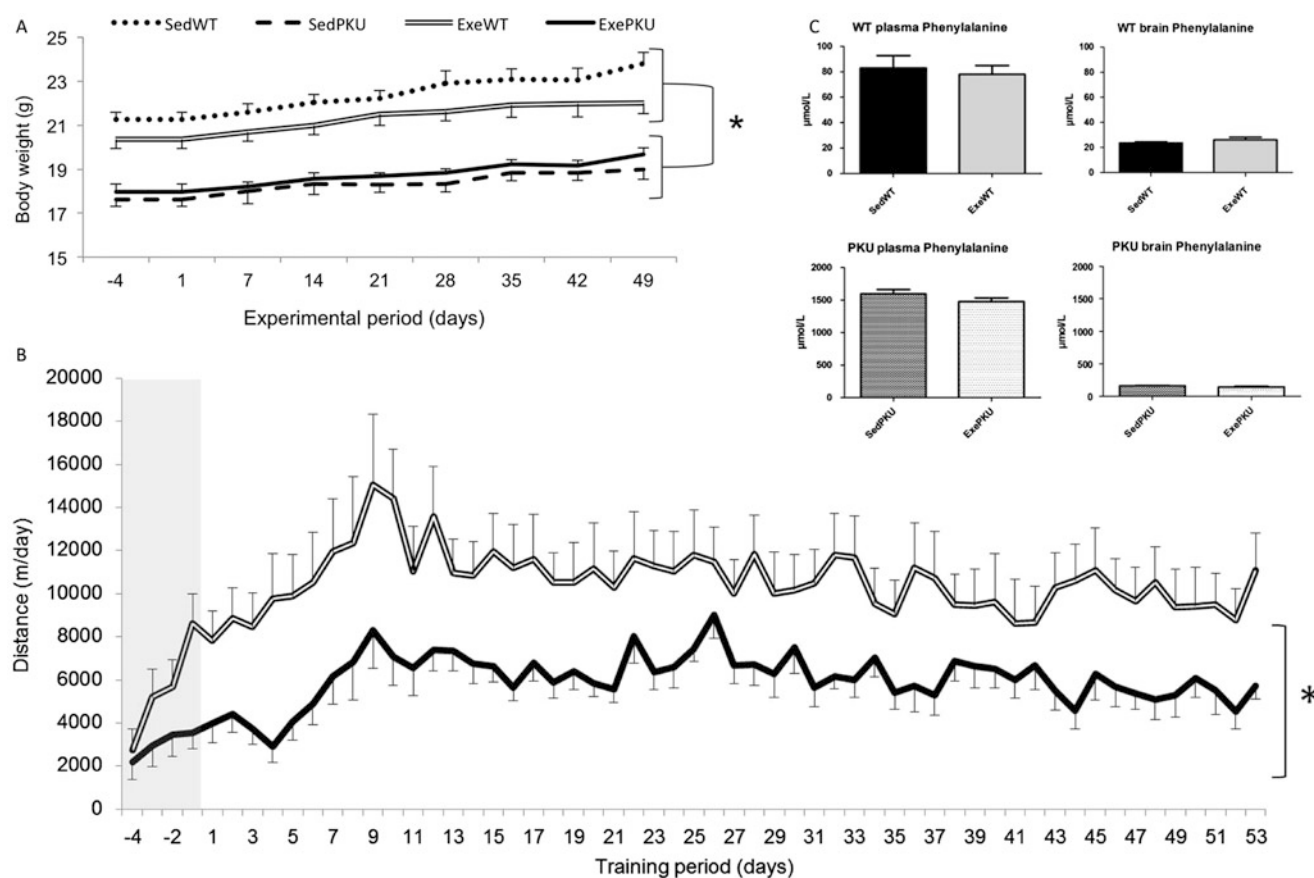 A
SedWT SedPKU ExeWT ExePKU
Body weight (g)
25
23
21
19
17
15
-4 1 7 14 21 28 35 42 49
Experimental period (days)
*
C
WT plasma Phenylalanine
µmol/L
100
80
60
40
20
0
SedWT ExeWT
WT brain Phenylalanine
µmol/L
100
80
60
40
20
0
SedWT ExeWT
PKU plasma Phenylalanine
µmol/L
2000
1500
1000
500
0
SedPKU ExePKU
PKU brain Phenylalanine
µmol/L
2000
1500
1000
500
0
SedPKU ExePKU
B
Distance (m/day)
20000
18000
16000
14000
12000
10000
8000
6000
4000
2000
0
-4 -2 1 3 5 7 9 11 13 15 17 19 21 23 25 27 29 31 33 35 37 39 41 43 45 47 49 51 53
Training period (days)
*